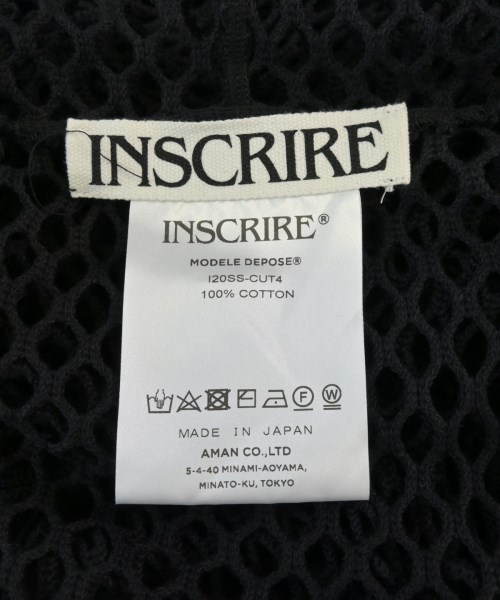 INSCRIRE
INSCRIRE®
MODELE DEPOSE®
I20SS-CUT4
100% COTTON
F W
MADE IN JAPAN
AMAN CO.,LTD
5-4-40 MINAMI-AOYAMA,
MINATO-KU, TOKYO